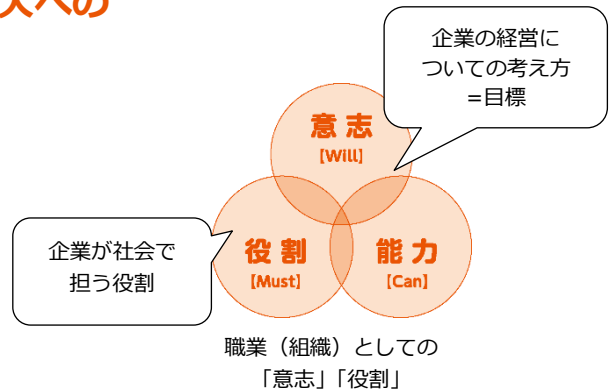 への
企業の経営に
ついての考え方
=目標
意志
【Will】
企業が社会で
担う役割
役割
【Must】
能力
【Can】
職業（組織）としての
「意志」「役割」